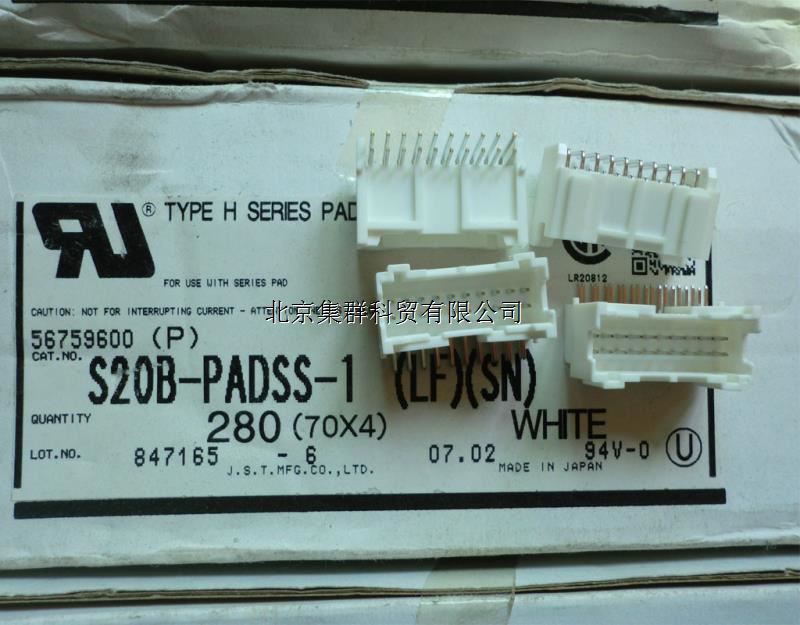 RU ® TYPE H SERIES PAD
FOR USE WITH SERIES PAD
LR20812
CAUTION: NOT FOR INTERRUPTING CURRENT -
北京集群科贸有限公司
56759600 (P)
CAT.NO. S20B-PADSS-1 (LF)(SN)
QUANTITY 280 (70X4) WHITE
LOT.NO. 847165 - 6 07.02 94V-0 U
J.S.T.MFG.CO.,LTD. MADE IN JAPAN